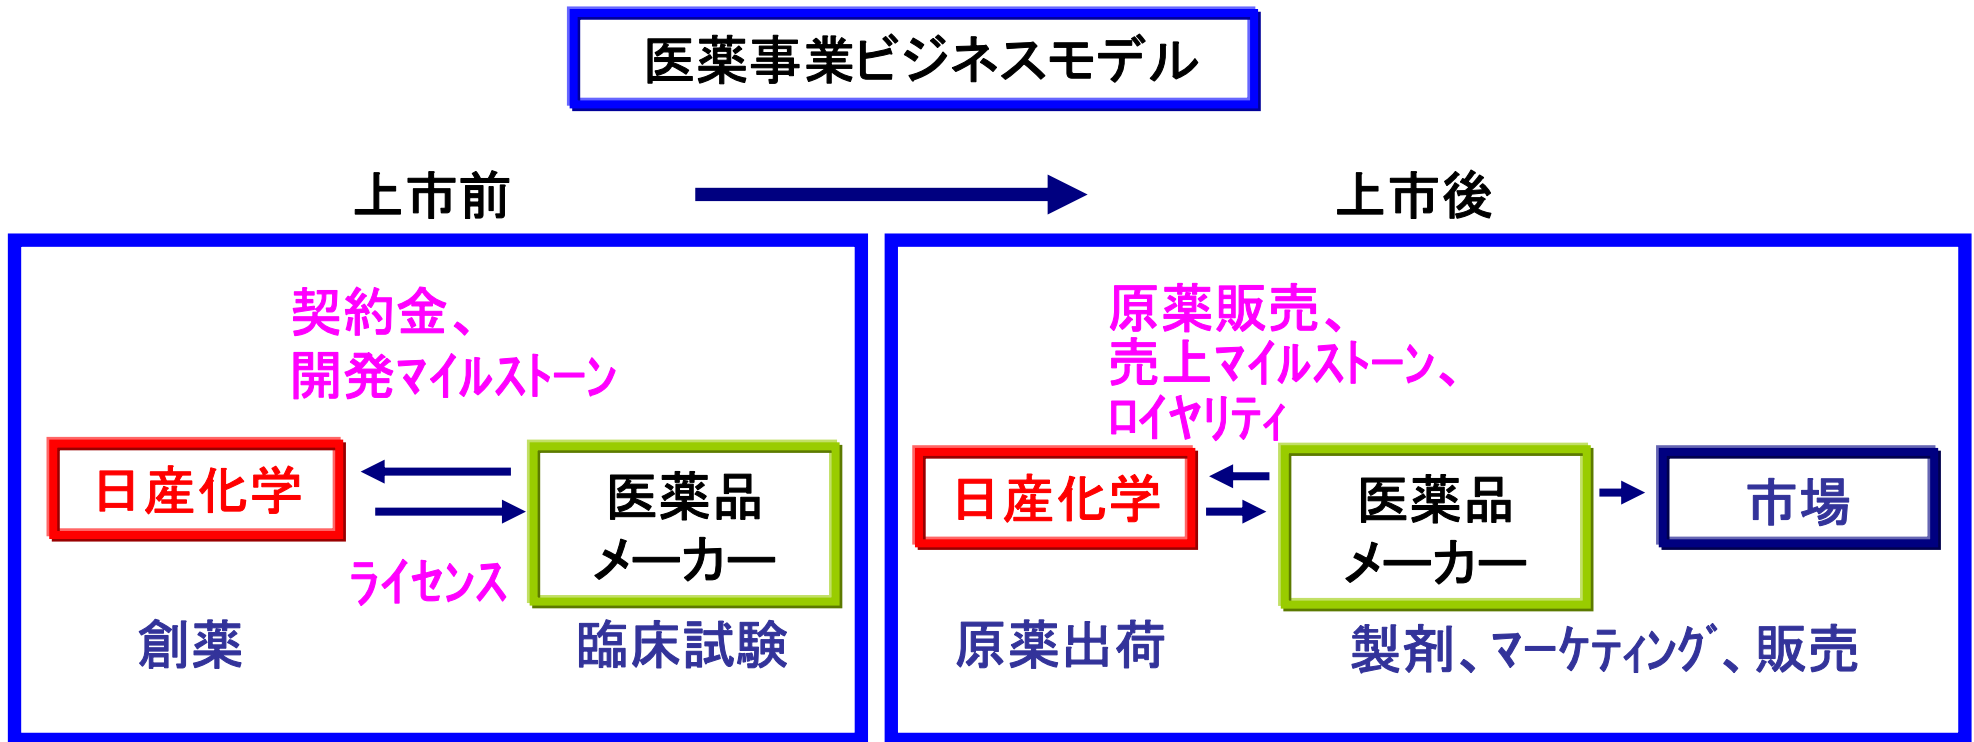 医薬事業ビジネスモデル
上市前
上市後
契約金、
開発マイルストーン
日産化学
医薬品
メーカー
ライセンス
創薬
臨床試験
原薬販売、
売上マイルストーン、
ロイヤリティ
日産化学
医薬品
メーカー
市場
原薬出荷
製剤、マーケティング、販売